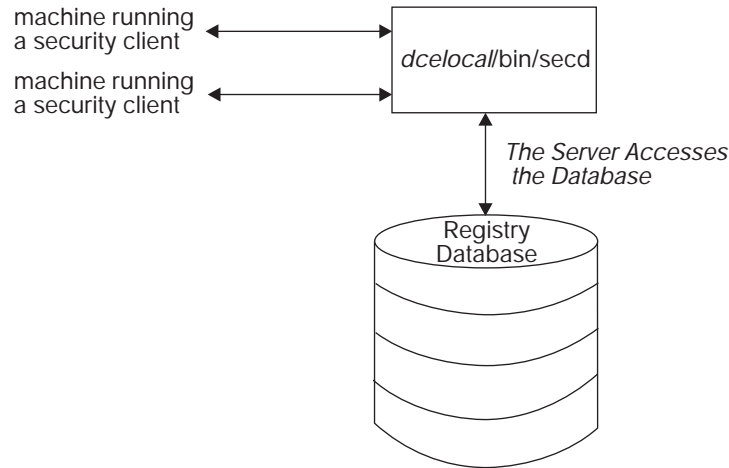 machine running
a security client
machine running
a security client
dcelocal/bin/secd
The Server Accesses
the Database
Registry
Database